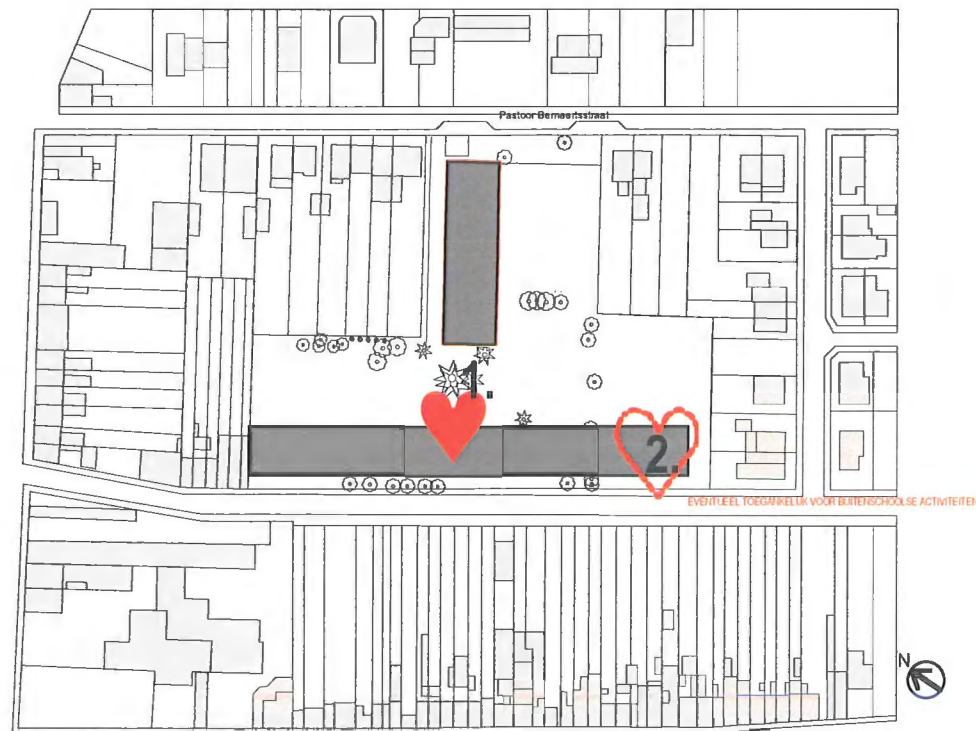 Pastoor Bernaertsstraat
1.
2.
EVENTUEEL TOEGANKELIJK VOOR BUITENSCHOOLSE ACTIVITEITEN
N